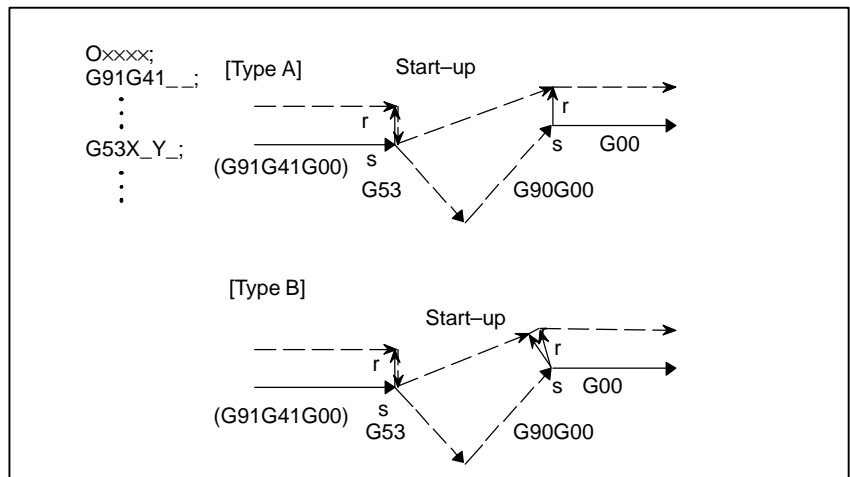 O××××;
G91G41_ _;
G53X_Y_;
[Type A]
Start–up
r
r
s
s
G00
(G91G41G00)
G53
G90G00
[Type B]
Start–up
r
r
s
s
G00
(G91G41G00)
G53
G90G00